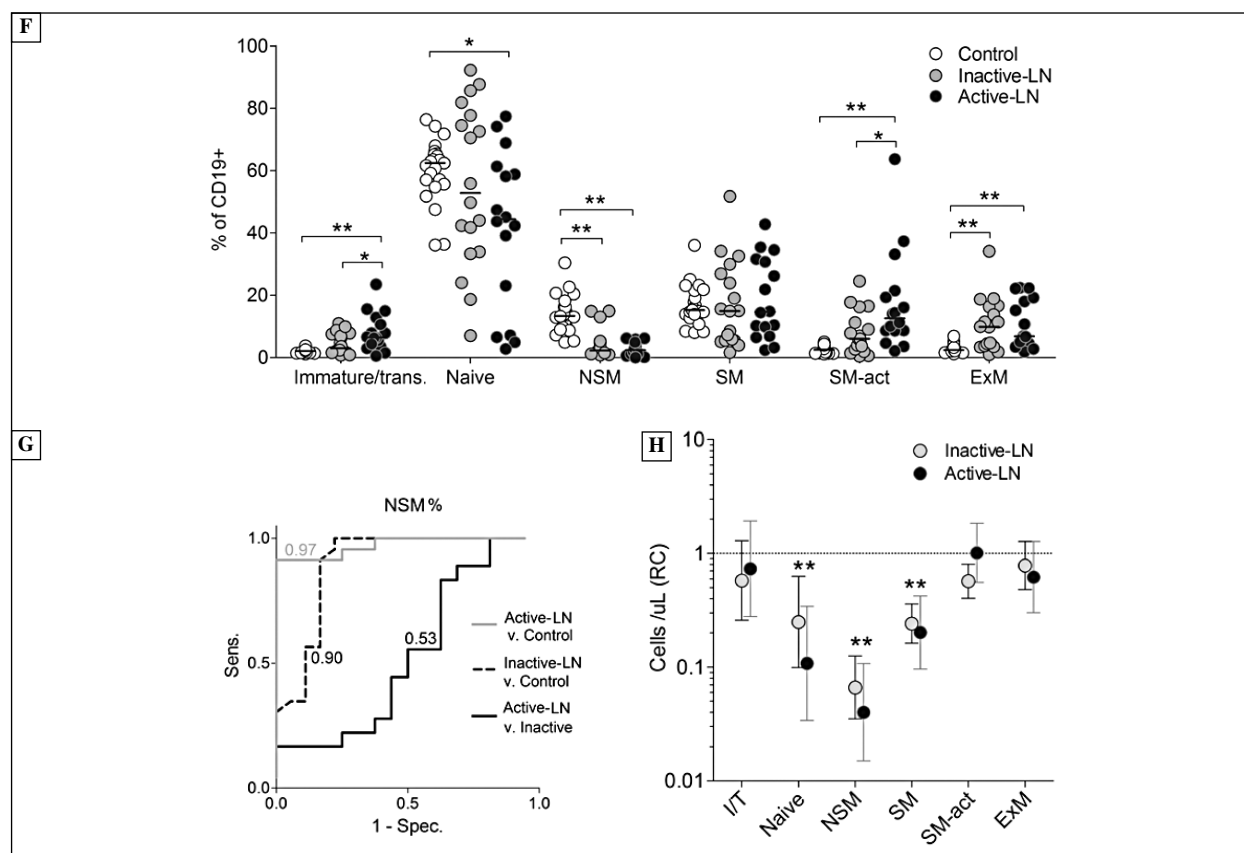 F
100
80
60
40
20
0
% of CD19+
Control
Inactive-LN
Active-LN
*
**
*
**
**
**
*
**
**
Immature/trans.
Naive
NSM
SM
SM-act
ExM
G
NSM %
1.0
0.5
0.0
Sens.
0.97
0.90
0.53
Active-LN
v. Control
Inactive-LN
v. Control
Active-LN
v. Inactive
0.0
0.5
1.0
1 - Spec.
H
10
1
0.1
0.01
Cells /uL (RC)
Inactive-LN
Active-LN
**
**
**
I/T
Naive
NSM
SM
SM-act
ExM